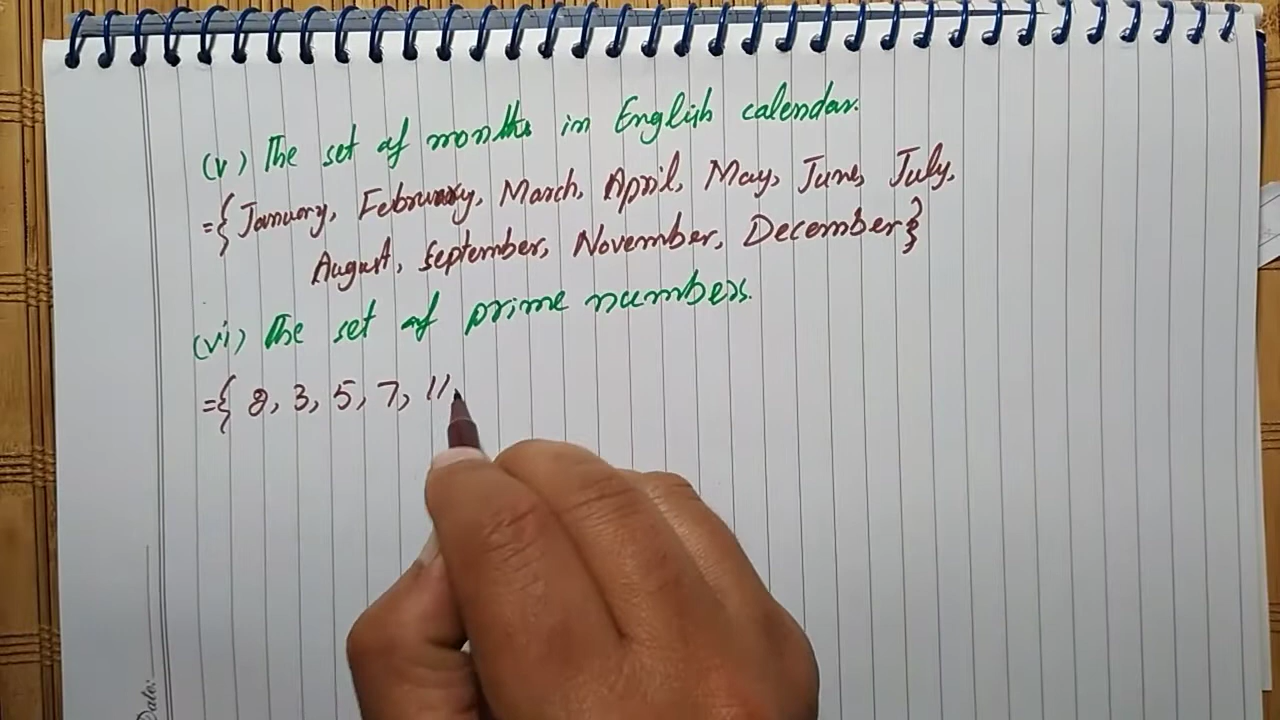 (v) The set of months in English calendar.
={January, February, March, April, May, June, July,
August, September, November, December}
(vi) The set of prime numbers.
={ 2, 3, 5, 7, 11,
Date: